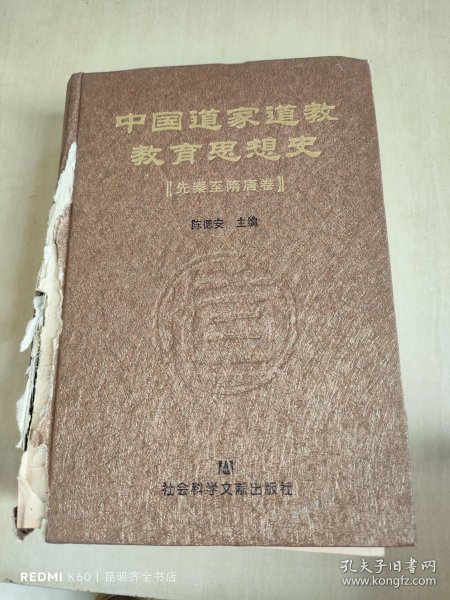 中国道家道教
教育思想史
〖先秦至隋唐卷〗
陈德安 主编
社会科学文献出版社
REDMI K60 | 昆明齐全书店
孔夫子旧书网
www.kongfz.com